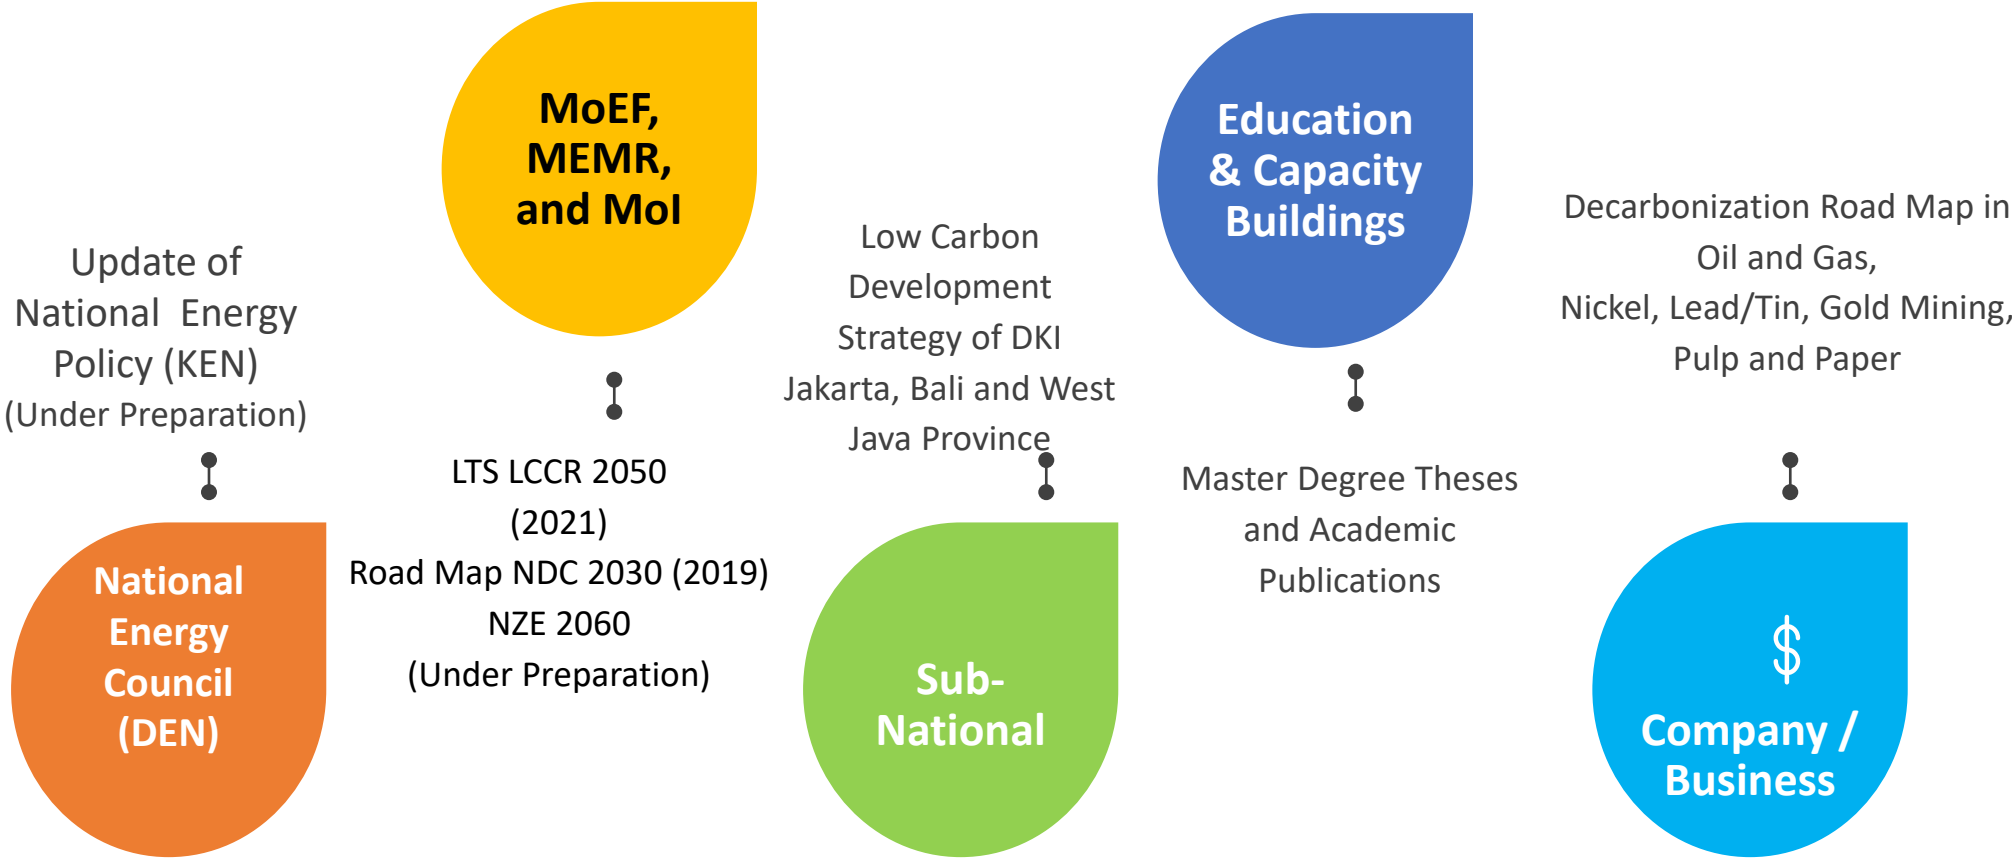 Update of
National Energy
Policy (KEN)
(Under Preparation)
National
Energy
Council
(DEN)
MoEF,
MEMR,
and MoI
LTS LCCR 2050
(2021)
Road Map NDC 2030 (2019)
NZE 2060
(Under Preparation)
Low Carbon
Development
Strategy of DKI
Jakarta, Bali and West
Java Province
Sub-
National
Education
& Capacity
Buildings
Master Degree Theses
and Academic
Publications
Decarbonization Road Map in
Oil and Gas,
Nickel, Lead/Tin, Gold Mining,
Pulp and Paper
$
Company /
Business